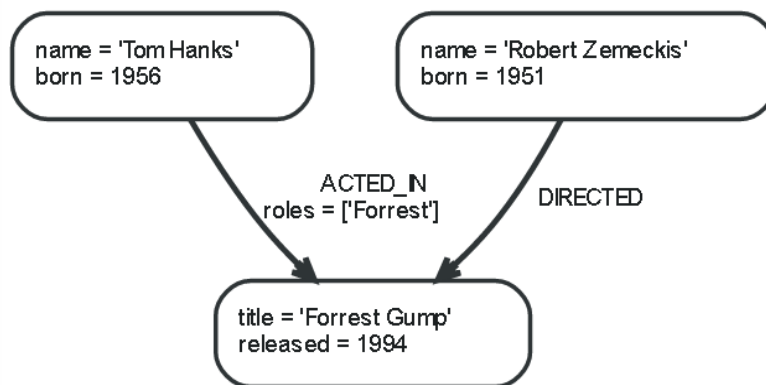 name = 'Tom Hanks'
born = 1956
name = 'Robert Zemeckis'
born = 1951
ACTED_IN
roles = ['Forrest']
DIRECTED
title = 'Forrest Gump'
released = 1994